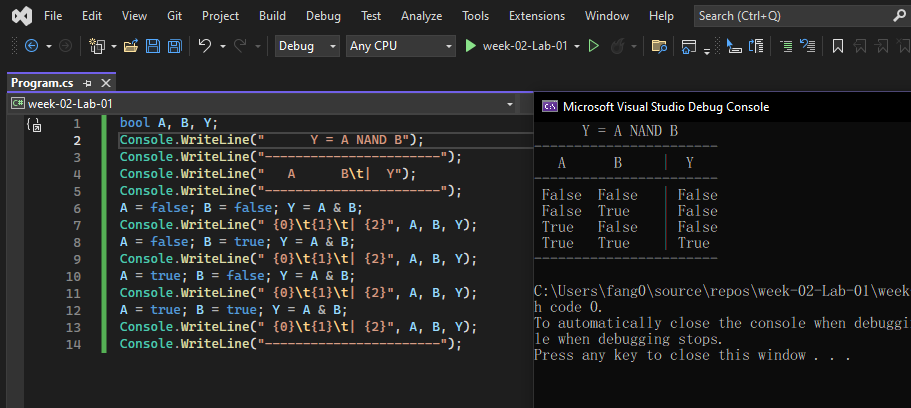 File Edit View Git Project Build Debug Test Analyze Tools Extensions Window Help Search (Ctrl+Q)
Debug Any CPU week-02-Lab-01
Program.cs
C# week-02-Lab-01
1 bool A, B, Y;
2 Console.WriteLine("      Y = A NAND B");
3 Console.WriteLine("-----------------------");
4 Console.WriteLine("   A      B\t|  Y");
5 Console.WriteLine("-----------------------");
6 A = false; B = false; Y = A & B;
7 Console.WriteLine(" {0}\t{1}\t| {2}", A, B, Y);
8 A = false; B = true; Y = A & B;
9 Console.WriteLine(" {0}\t{1}\t| {2}", A, B, Y);
10 A = true; B = false; Y = A & B;
11 Console.WriteLine(" {0}\t{1}\t| {2}", A, B, Y);
12 A = true; B = true; Y = A & B;
13 Console.WriteLine(" {0}\t{1}\t| {2}", A, B, Y);
14 Console.WriteLine("-----------------------");
Microsoft Visual Studio Debug Console
Y = A NAND B
-----------------------
A      B     |  Y
-----------------------
False  False | False
False  True  | False
True   False | False
True   True  | True
-----------------------
C:\Users\fang0\source\repos\week-02-Lab-01\week
h code 0.
To automatically close the console when debuggi
le when debugging stops.
Press any key to close this window . . .